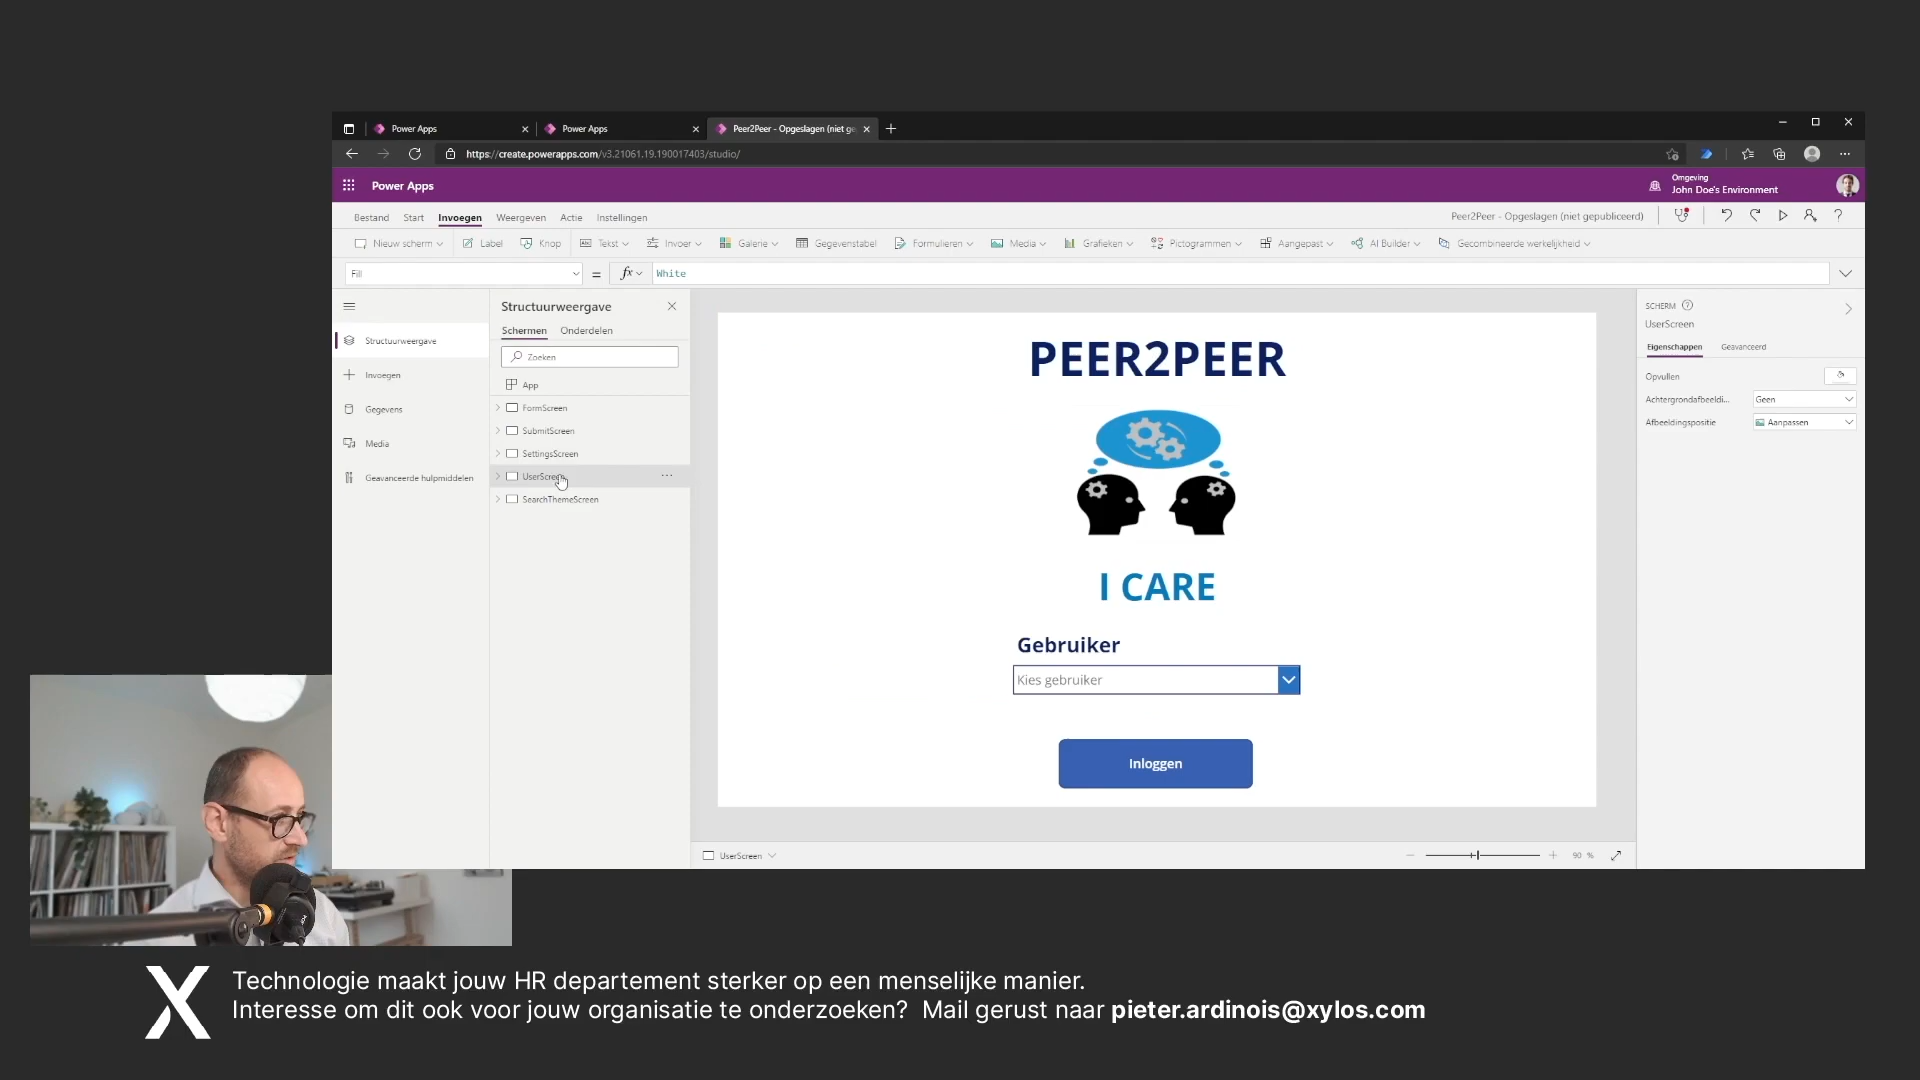 Power Apps
Power Apps
Peer2Peer - Opgeslagen (niet ge
https://create.powerapps.com/v3.21061.19.190017403/studio/
Power Apps
Omgeving
John Doe's Environment
Bestand Start Invoegen Weergeven Actie Instellingen
Peer2Peer - Opgeslagen (niet gepubliceerd)
Nieuw scherm Label Knop Tekst Invoer Galerie Gegevenstabel Formulieren Media Grafieken Pictogrammen Aangepast AI Builder Gecombineerde werkelijkheid
Fill = fx White
Structuurweergave
Invoegen
Gegevens
Media
Geavanceerde hulpmiddelen
Structuurweergave
Schermen Onderdelen
Zoeken
App
FormScreen
SubmitScreen
SettingsScreen
UserScreen
SearchThemeScreen
PEER2PEER
I CARE
Gebruiker
Kies gebruiker
Inloggen
UserScreen
90 %
SCHERM
UserScreen
Eigenschappen Geavanceerd
Opvullen
Achtergrondafbeeldi... Geen
Afbeeldingspositie Aanpassen
X
Technologie maakt jouw HR departement sterker op een menselijke manier.
Interesse om dit ook voor jouw organisatie te onderzoeken? Mail gerust naar pieter.ardinois@xylos.com